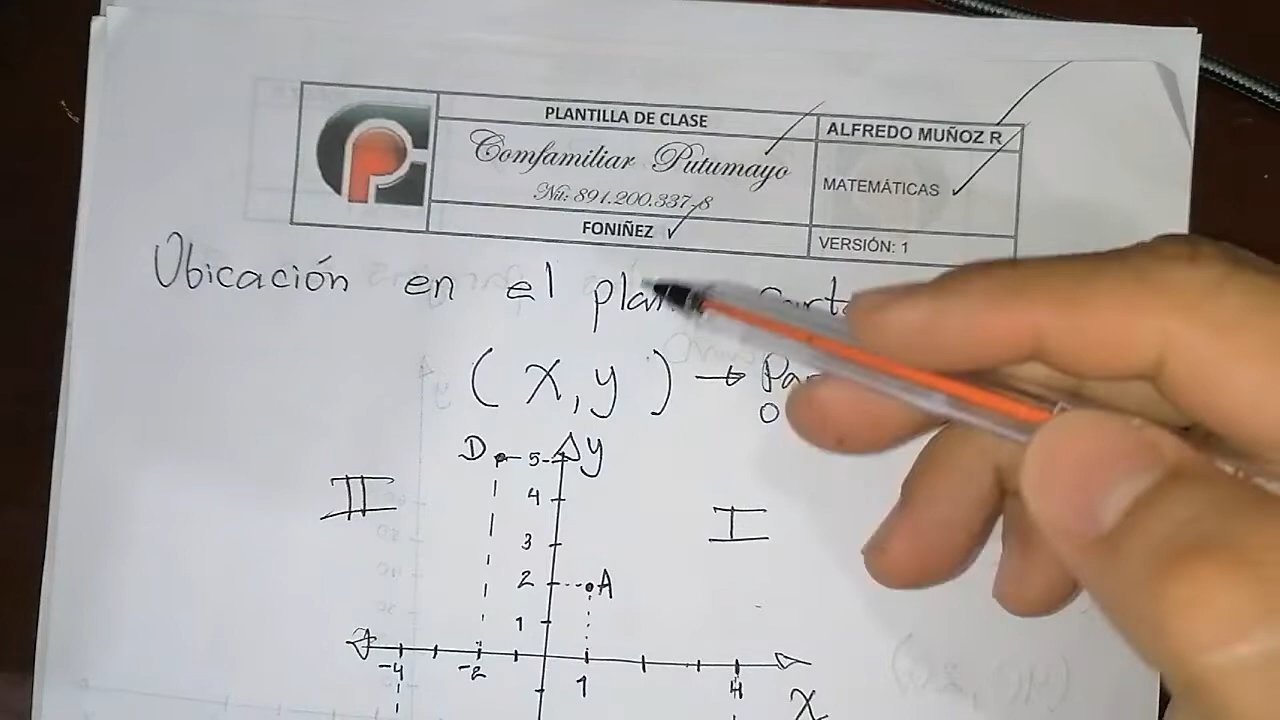 PLANTILLA DE CLASE
ALFREDO MUÑOZ R
Comfamiliar Putumayo
Nit: 891.200.337-8
MATEMÁTICAS
FONIÑEZ
VERSIÓN: 1
Ubicación en el
(x,y) →
o
D 5 y
II 4 I
3
2 A
1
-4 -2 1 4
X